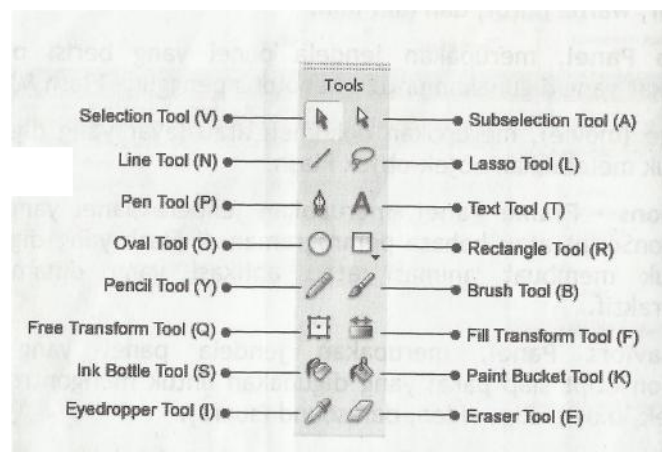 Tools
Selection Tool (V) Subselection Tool (A)
Line Tool (N) Lasso Tool (L)
Pen Tool (P) A Text Tool (T)
Oval Tool (O) Rectangle Tool (R)
Pencil Tool (Y) Brush Tool (B)
Free Transform Tool (Q) Fill Transform Tool (F)
Ink Bottle Tool (S) Paint Bucket Tool (K)
Eyedropper Tool (I) Eraser Tool (E)